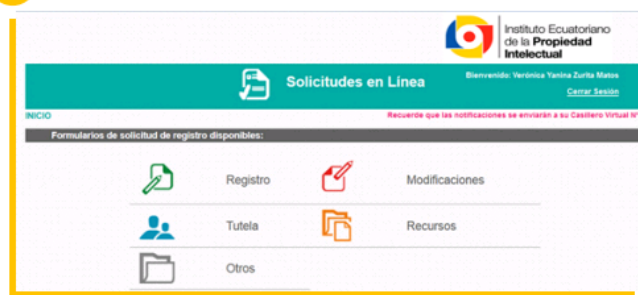 Instituto Ecuatoriano
de la Propiedad
Intelectual
Solicitudes en Línea
Bienvenido: Verónica Yanina Zurita Matos
Cerrar Sesión
INICIO
Recuerde que las notificaciones se enviarán a su Casillero Virtual N°
Formularios de solicitud de registro disponibles:
Registro
Modificaciones
Tutela
Recursos
Otros